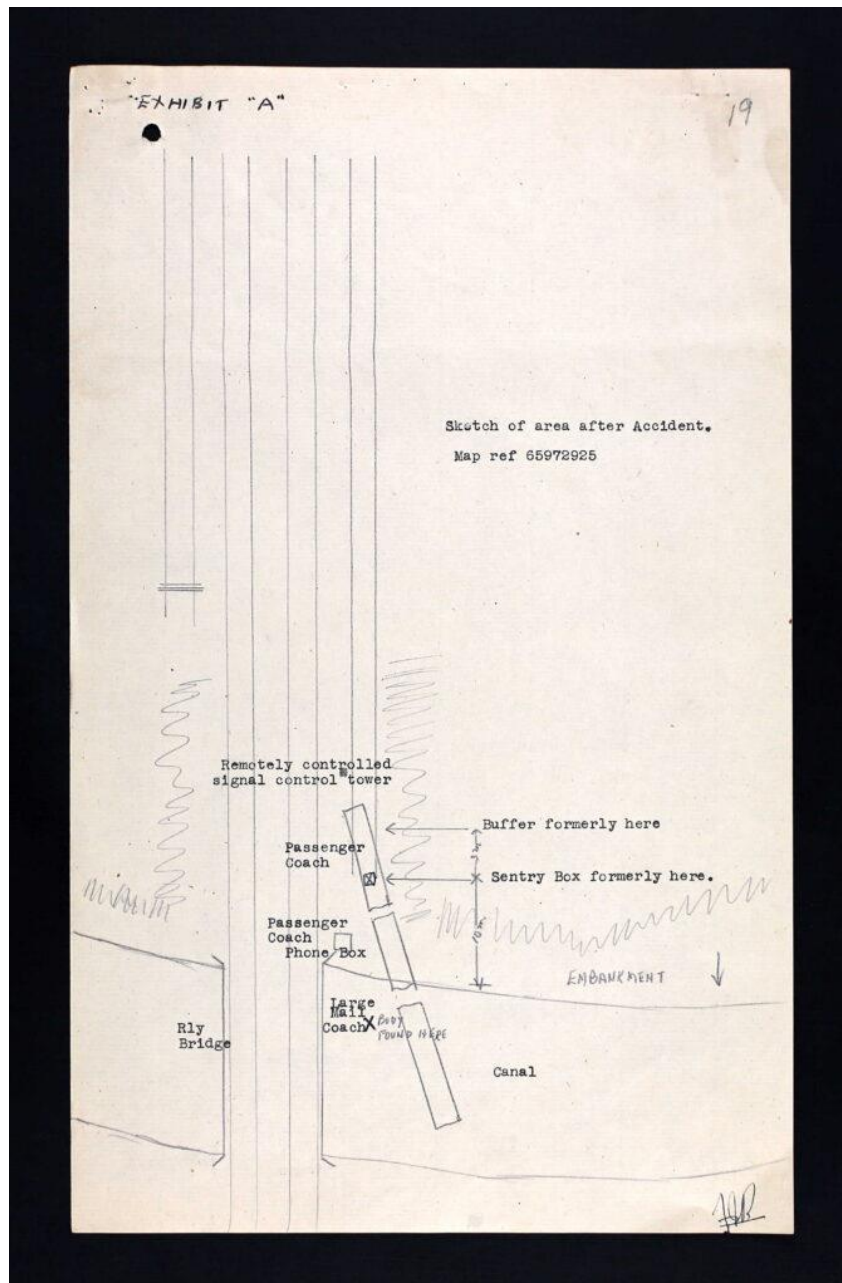 "EXHIBIT "A"
19
Sketch of area after Accident.
Map ref 65972925
Remotely controlled
signal control tower
Buffer formerly here
Passenger
Coach
Sentry Box formerly here.
10m.
Passenger
Coach
Phone Box
EMBANKMENT
Large
Mail
Coach X BODY
FOUND HERE
Rly
Bridge
Canal